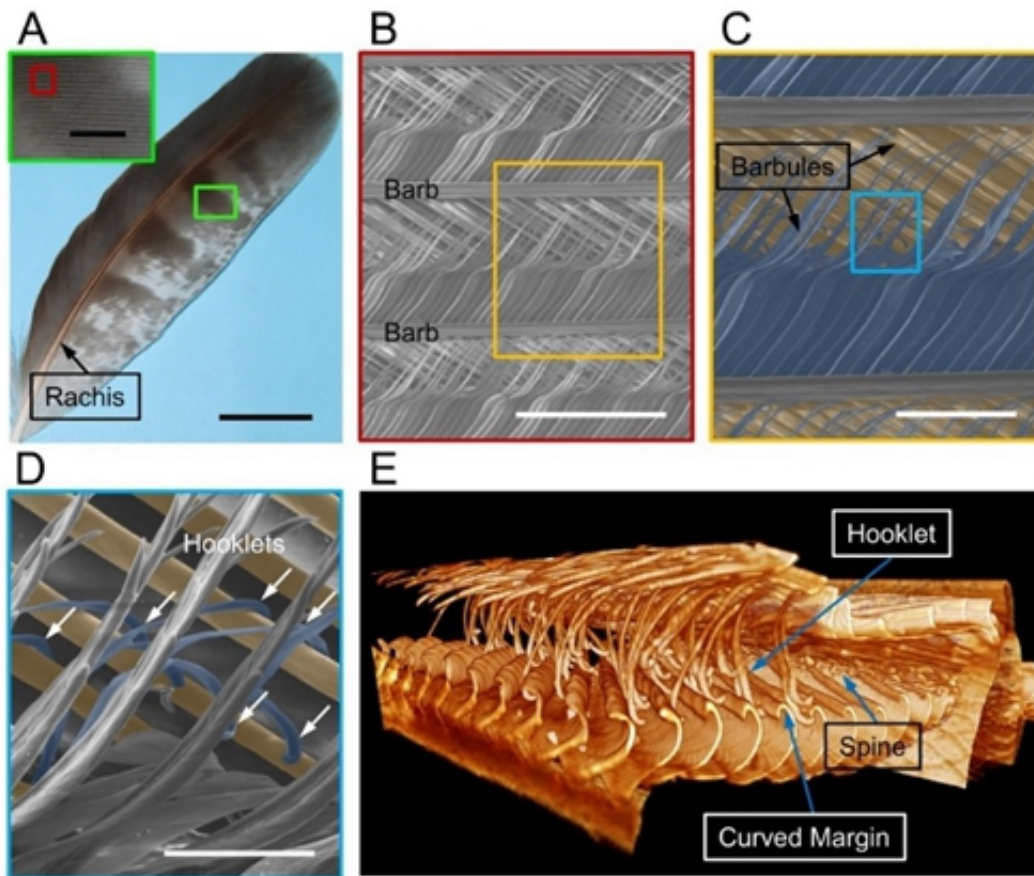 A
B
C
Barb
Barbules
Barb
Rachis
D
E
Hooklets
Hooklet
Spine
Curved Margin